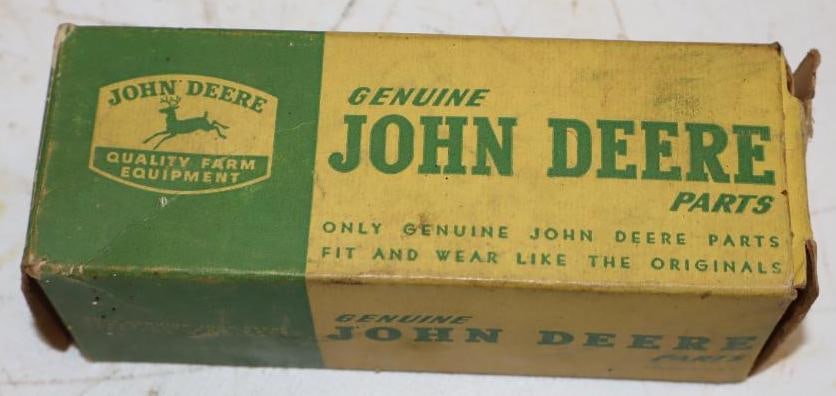 JOHN DEERE
QUALITY FARM
EQUIPMENT
GENUINE
JOHN DEERE
PARTS
ONLY GENUINE JOHN DEERE PARTS
FIT AND WEAR LIKE THE ORIGINALS
GENUINE
JOHN DEERE
PARTS